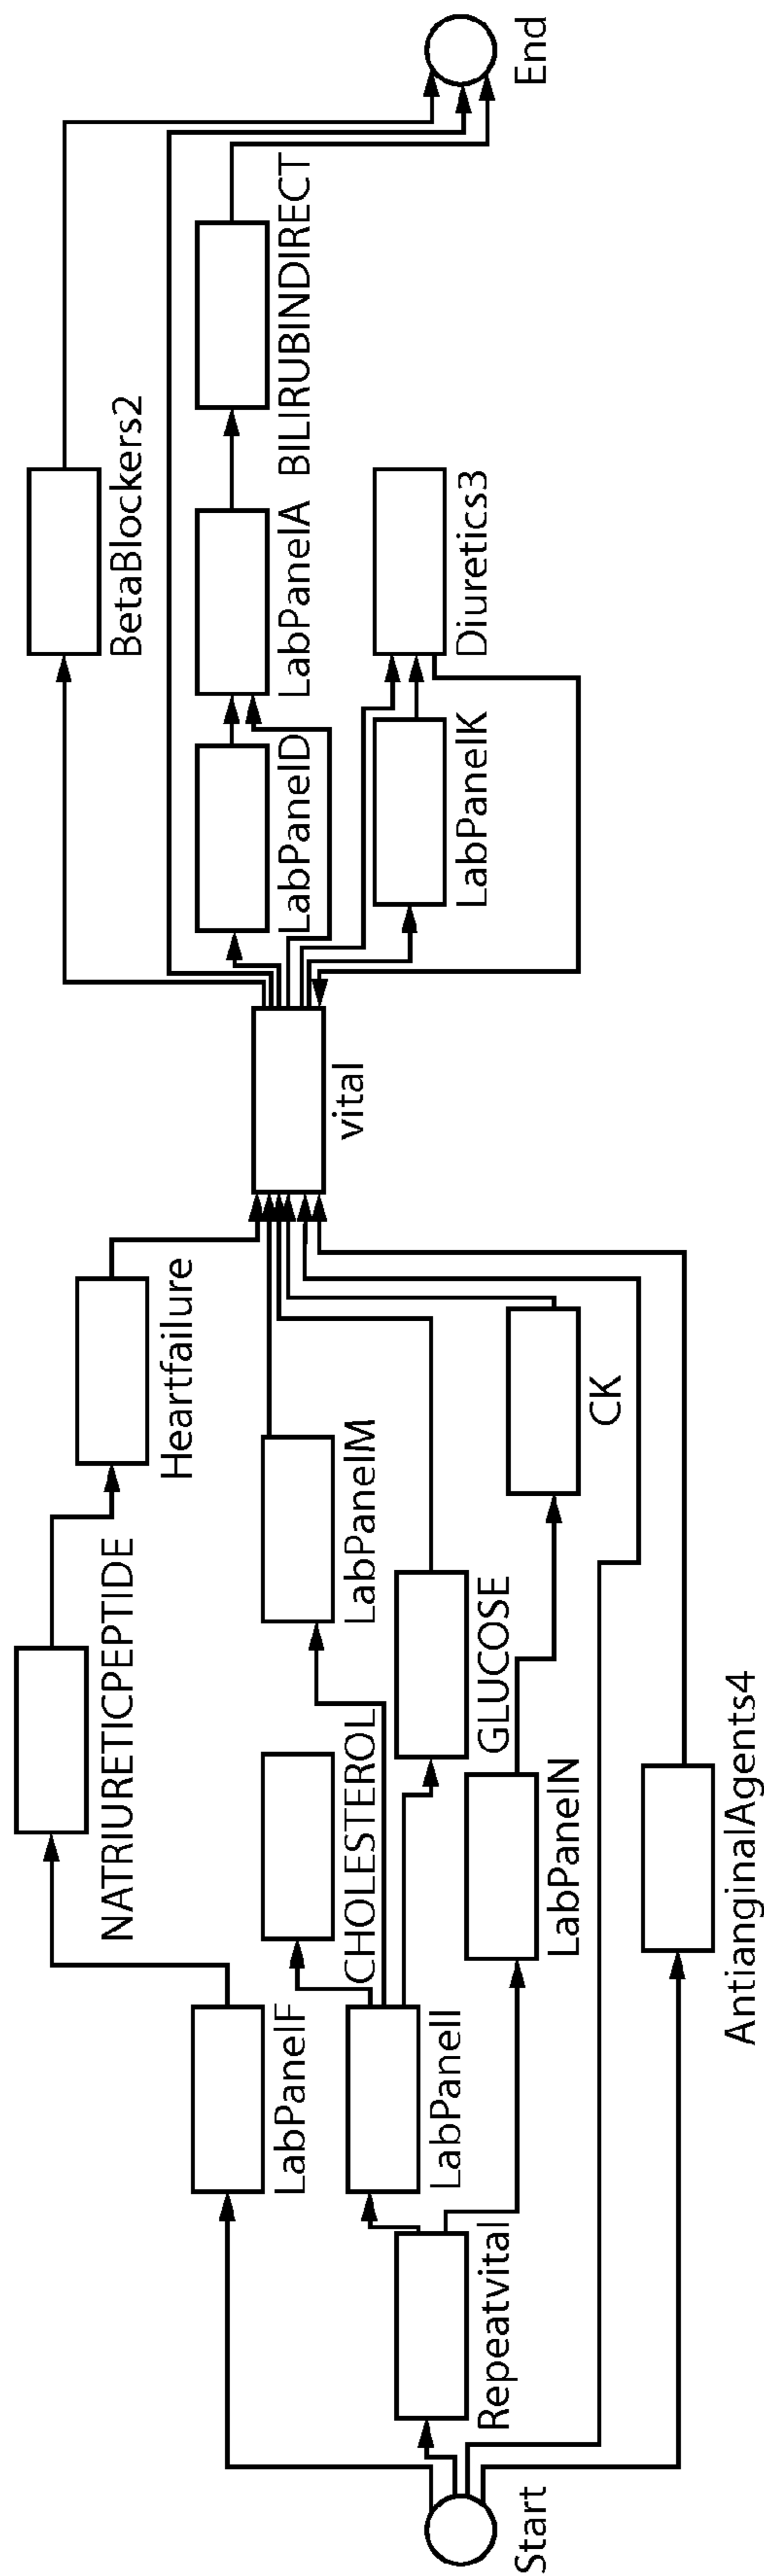 Start
Repeatvital
LabPanelF
LabPanelI
NATRIURETICPEPTIDE
CHOLESTEROL
LabPanelN
AntianginalAgents4
GLUCOSE
LabPanelM
Heartfailure
CK
vital
LabPanelD
LabPanelK
BetaBlockers2
LabPanelA
Diuretics3
BILIRUBINDIRECT
End